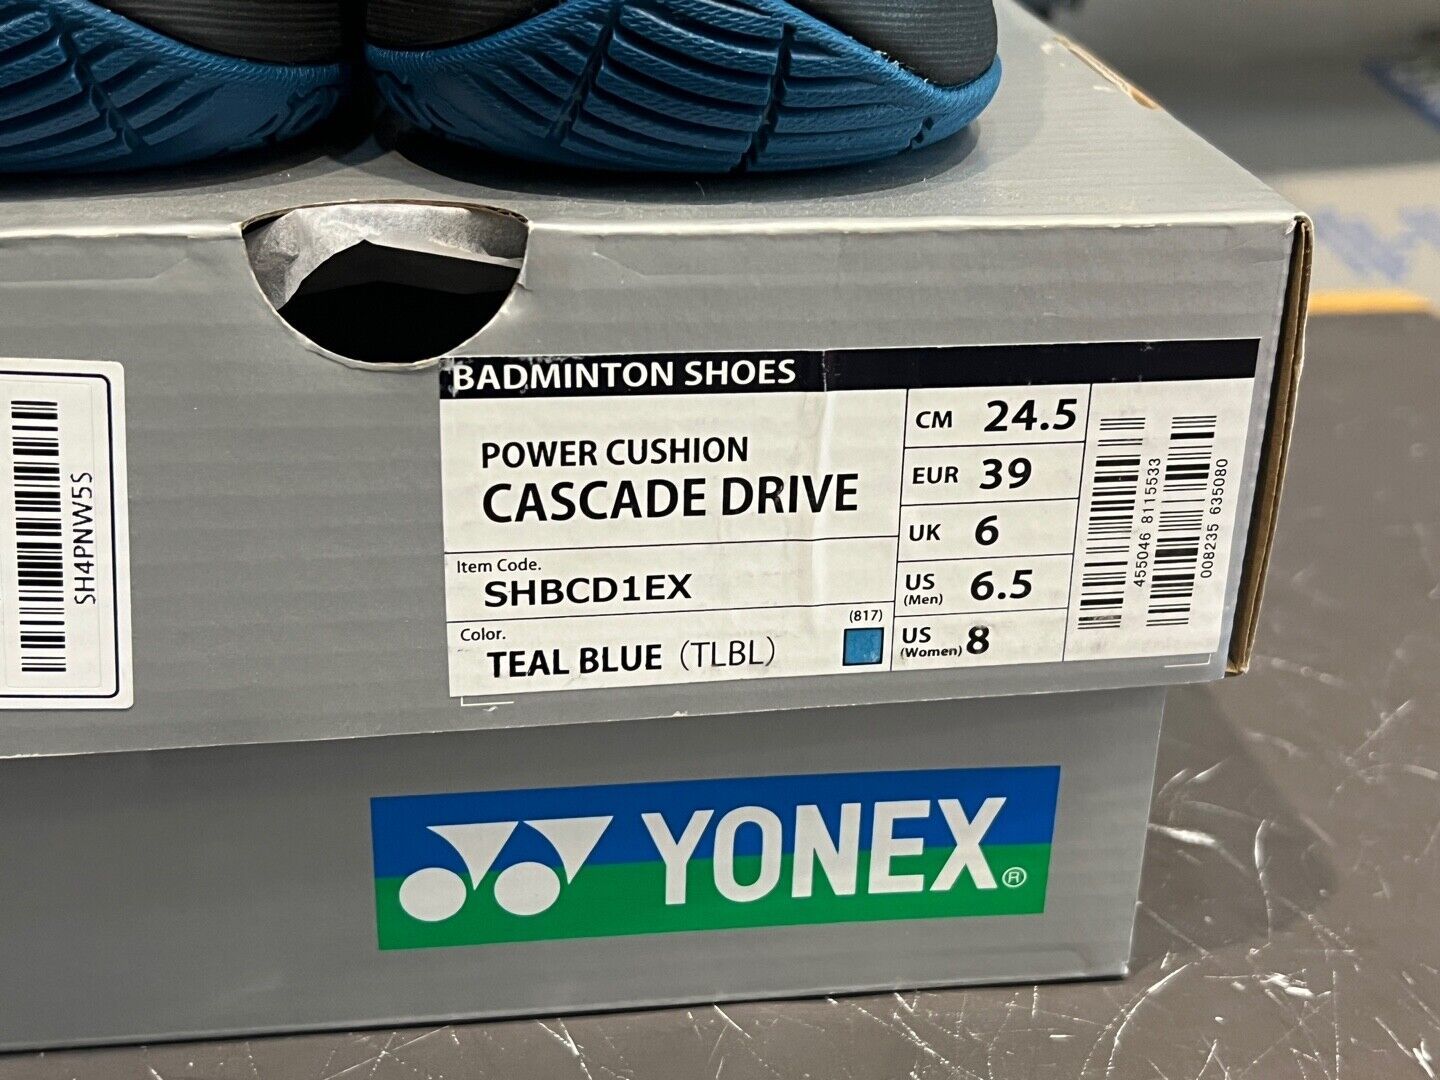 BADMINTON SHOES
POWER CUSHION
CASCADE DRIVE
Item Code.
SHBCD1EX
Color.
(817)
TEAL BLUE (TLBL)
CM 24.5
EUR 39
UK 6
US (Men) 6.5
US (Women) 8
455046 8115533
008235 635080
SH4PNW5S
YONEX®